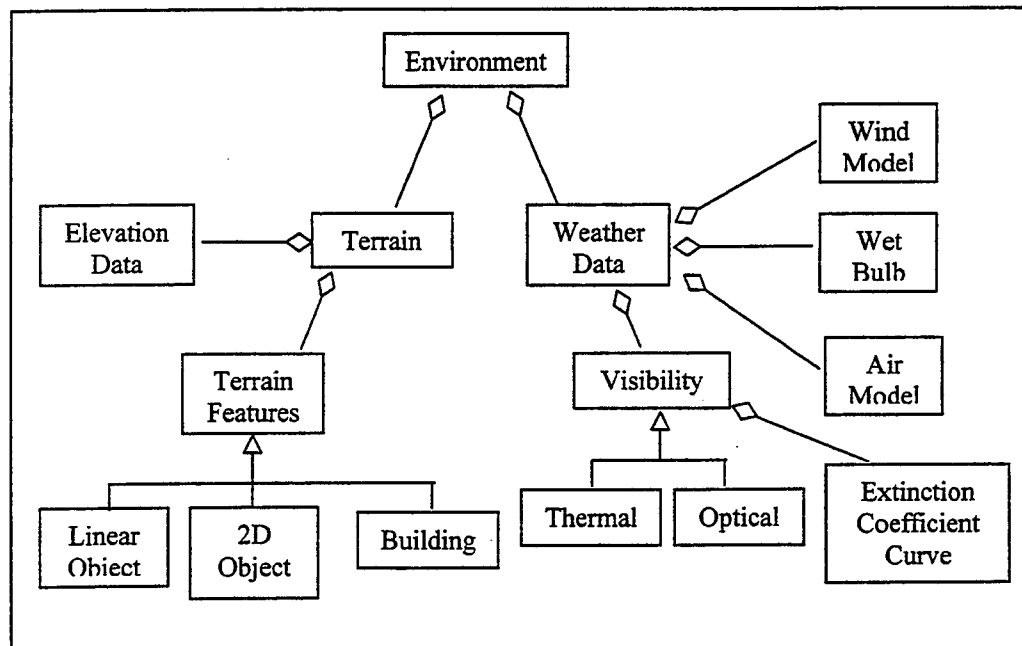 Environment
Wind
Model
Elevation
Data
Terrain
Weather
Data
Wet
Bulb
Terrain
Features
Visibility
Air
Model
Linear
Object
2D
Object
Building
Thermal
Optical
Extinction
Coefficient
Curve